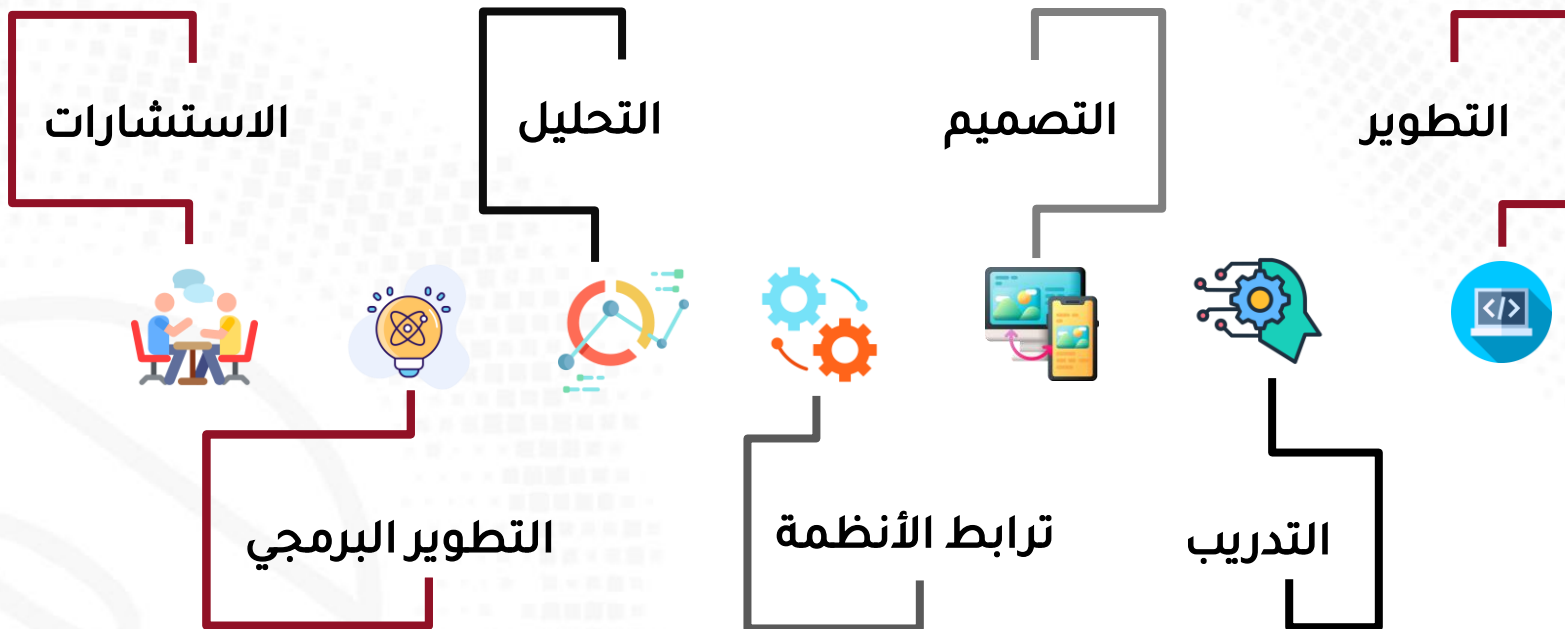 التطوير
التصميم
التحليل
الاستشارات
التدريب
ترابط الأنظمة
التطوير البرمجي